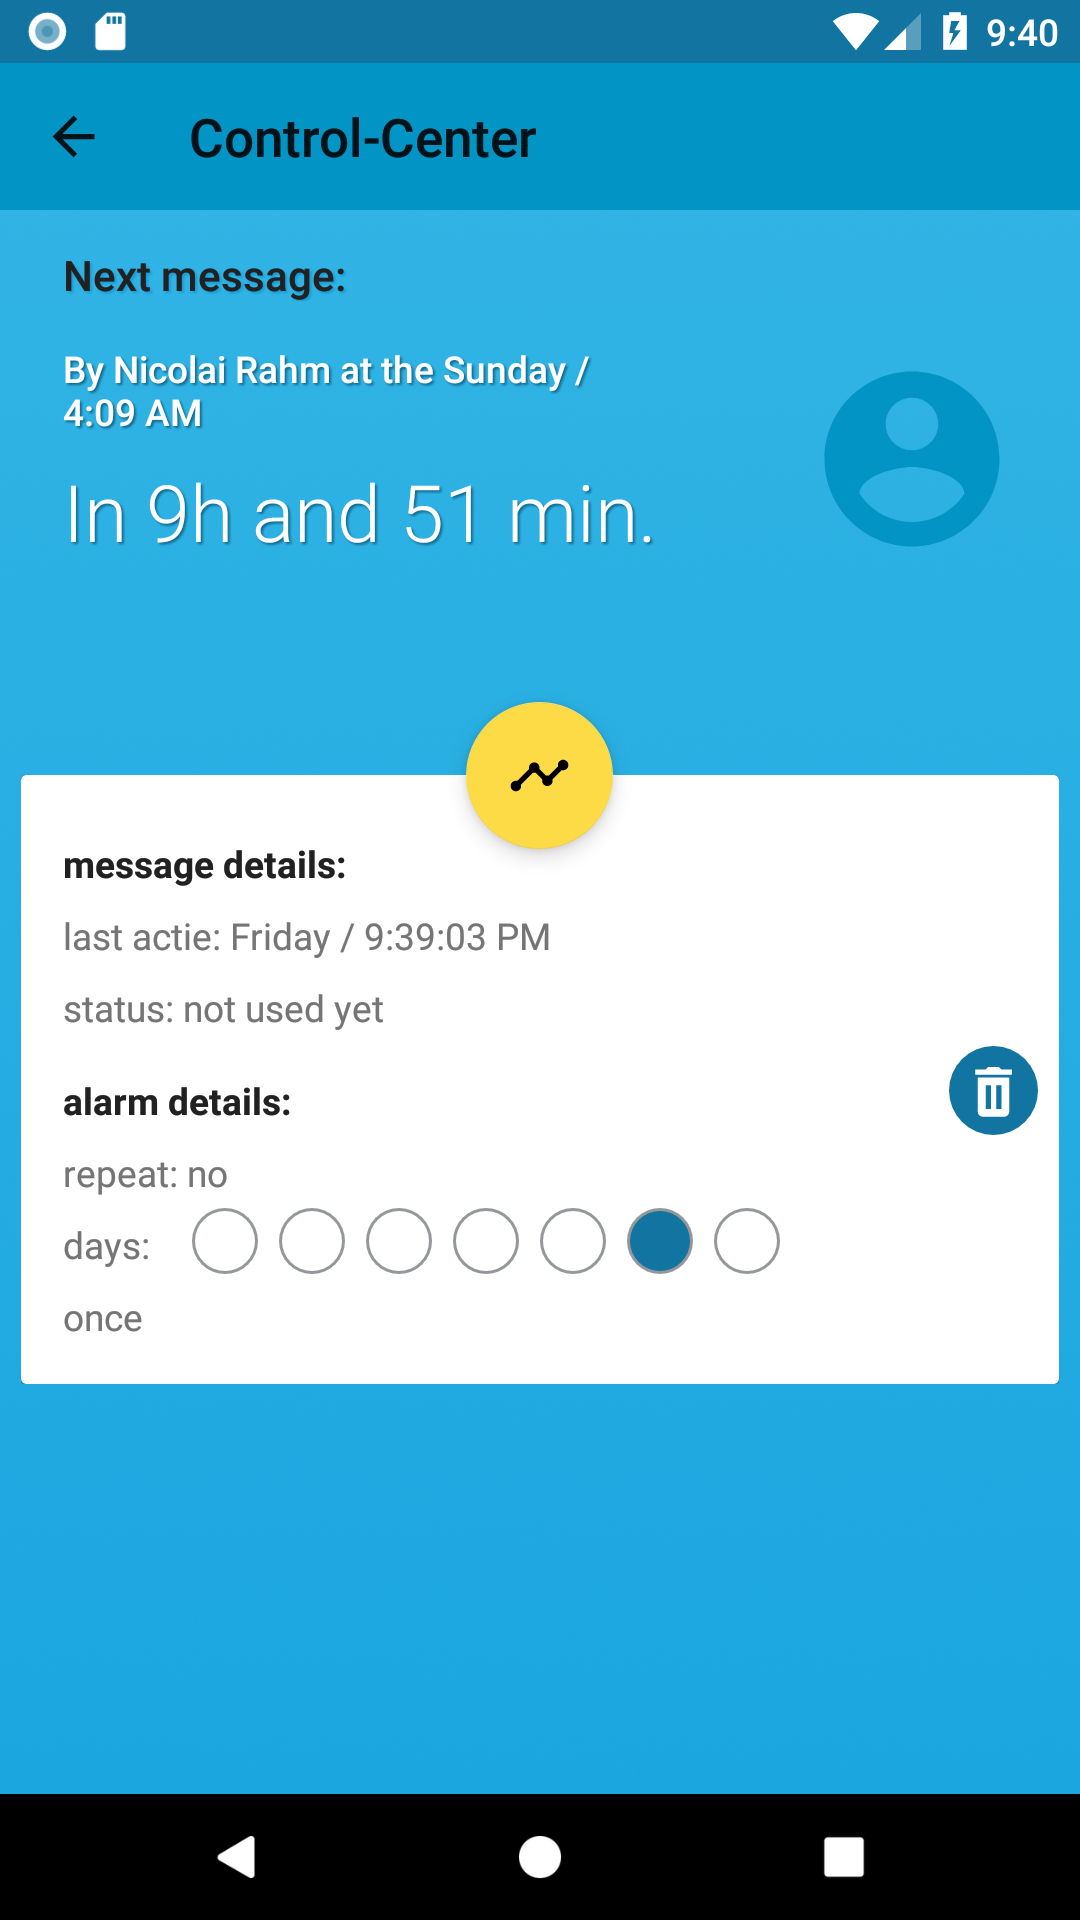 9:40
Control-Center
Next message:
By Nicolai Rahm at the Sunday /
4:09 AM
In 9h and 51 min.
message details:
last actie: Friday / 9:39:03 PM
status: not used yet
alarm details:
repeat: no
days:
once